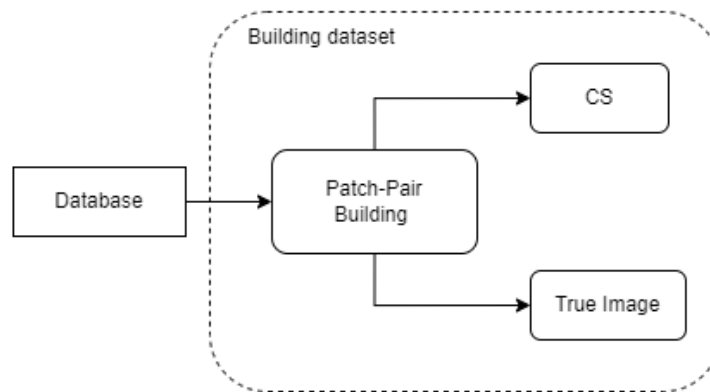 Building dataset
CS
Database
Patch-Pair
Building
True Image